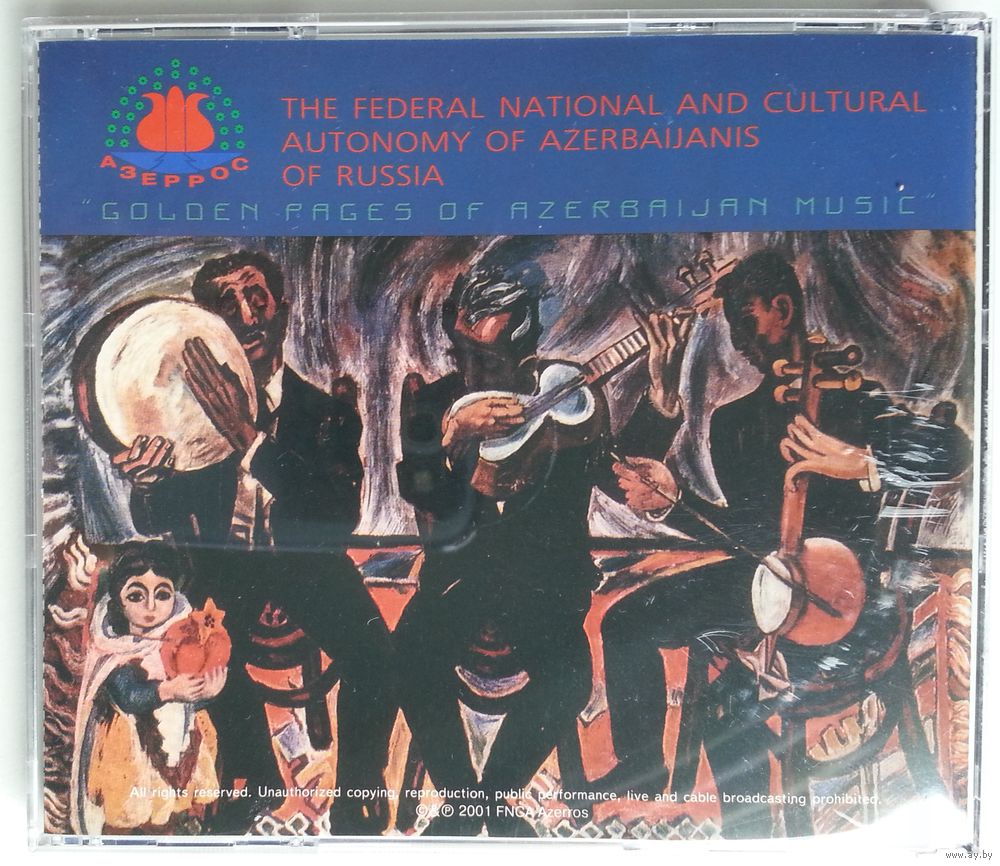 АЗЕРРОС
THE FEDERAL NATIONAL AND CULTURAL
AUTONOMY OF AZERBAIJANIS
OF RUSSIA
"GOLDEN PAGES OF AZERBAIJAN MUSIC"
All rights reserved. Unauthorized copying, reproduction, public performance, live and cable broadcasting prohibited.
©&℗ 2001 FNGA Azerros
www.ay.by